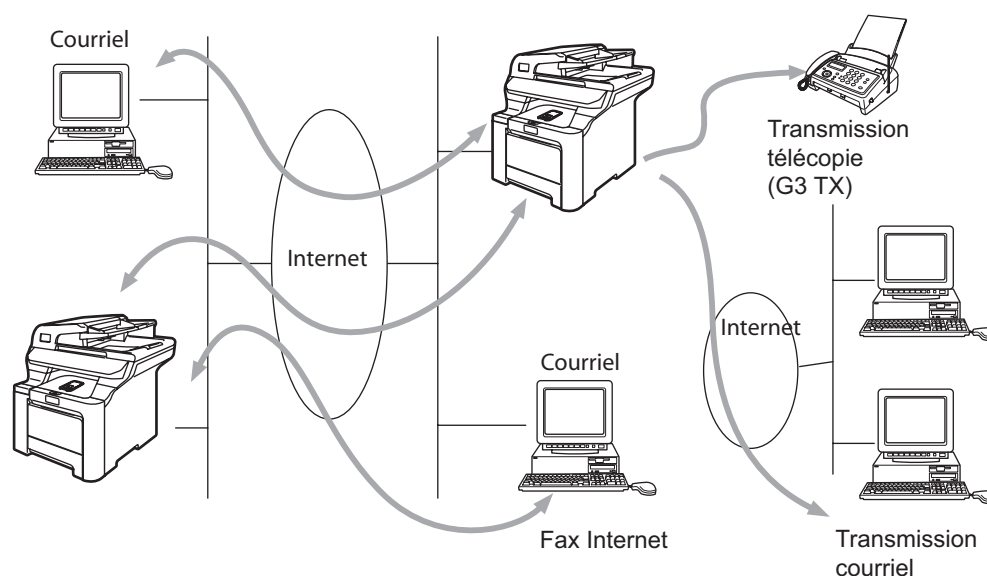 Courriel
Transmission
télécopie
(G3 TX)
Internet
Internet
Courriel
Fax Internet
Transmission
courriel